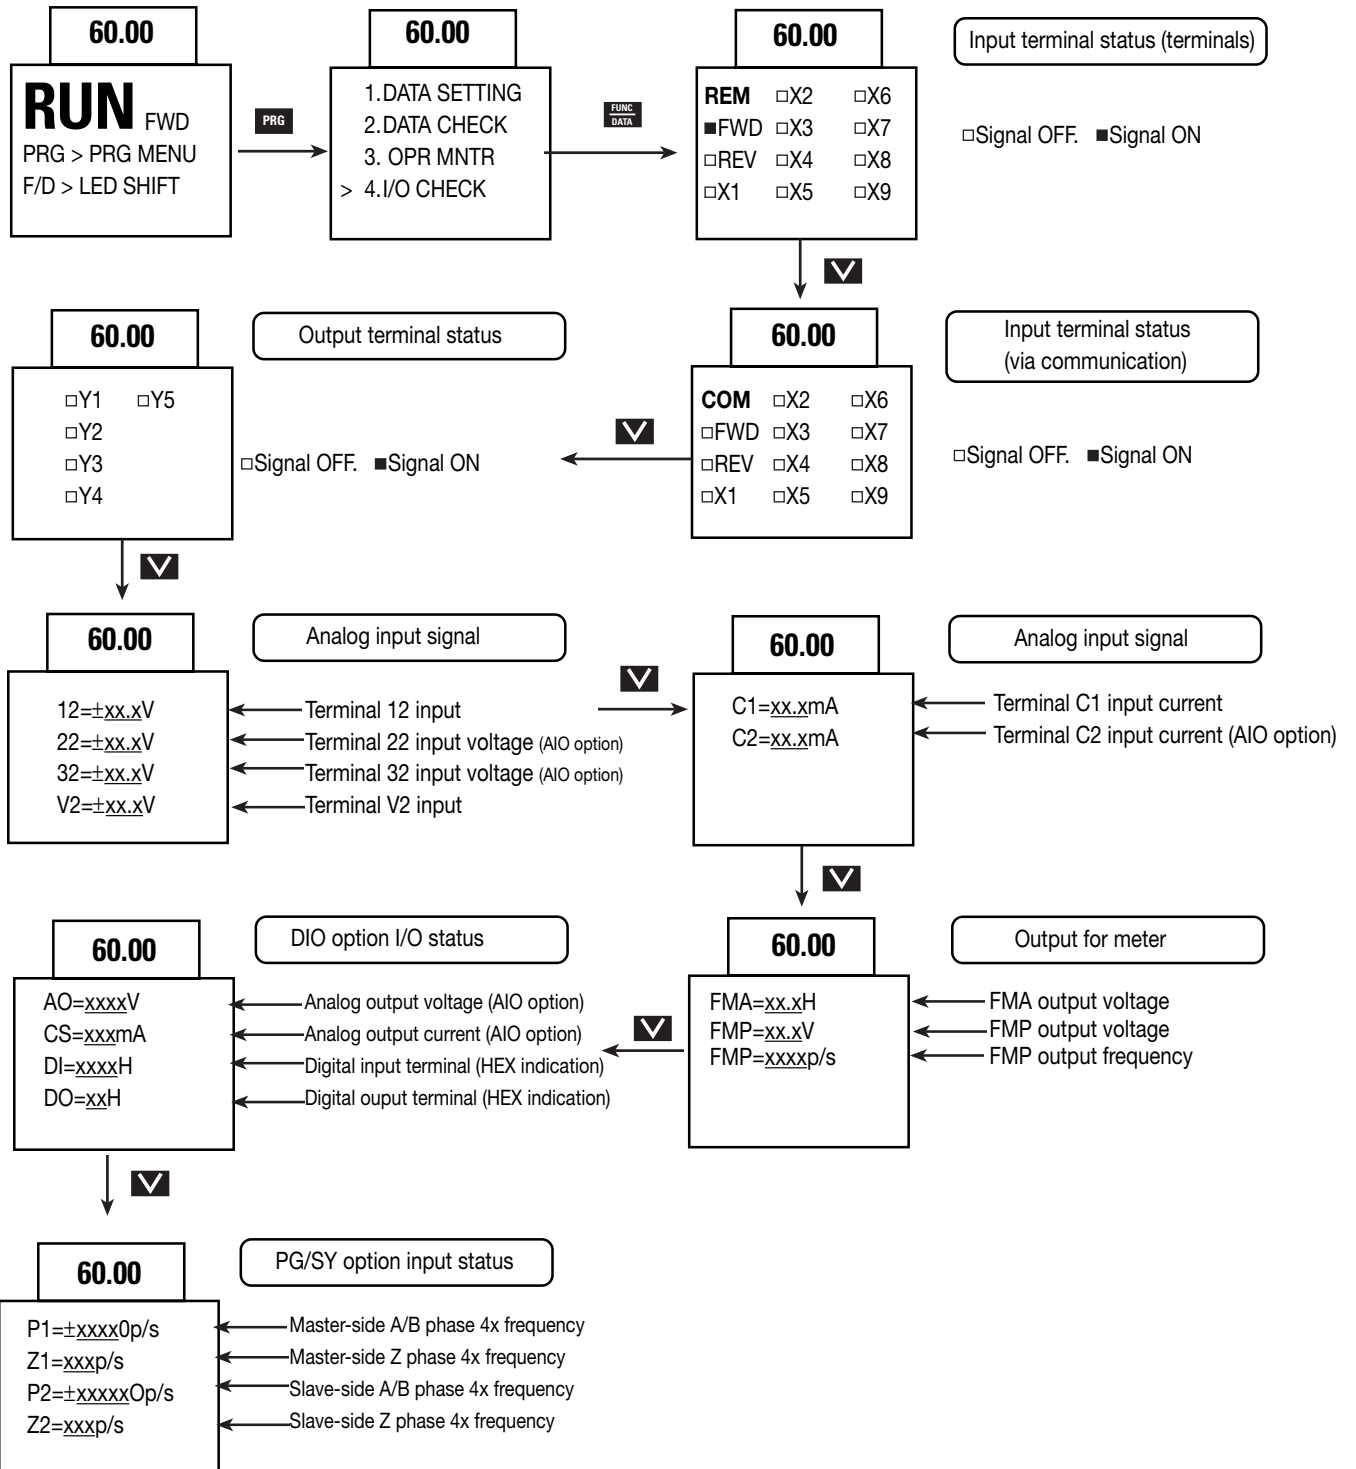 60.00
RUN FWD
PRG > PRG MENU
F/D > LED SHIFT
PRG
60.00
1.DATA SETTING
2.DATA CHECK
3. OPR MNTR
> 4.I/O CHECK
FUNC
DATA
60.00
REM □X2 □X6
■FWD □X3 □X7
□REV □X4 □X8
□X1 □X5 □X9
Input terminal status (terminals)
□Signal OFF. ■Signal ON
60.00
COM □X2 □X6
□FWD □X3 □X7
□REV □X4 □X8
□X1 □X5 □X9
Input terminal status
(via communication)
□Signal OFF. ■Signal ON
60.00
□Y1 □Y5
□Y2
□Y3
□Y4
Output terminal status
□Signal OFF. ■Signal ON
60.00
12=±xx.xV
22=±xx.xV
32=±xx.xV
V2=±xx.xV
Analog input signal
Terminal 12 input
Terminal 22 input voltage (AIO option)
Terminal 32 input voltage (AIO option)
Terminal V2 input
60.00
C1=xx.xmA
C2=xx.xmA
Analog input signal
Terminal C1 input current
Terminal C2 input current (AIO option)
60.00
FMA=xx.xH
FMP=xx.xV
FMP=xxxxp/s
Output for meter
FMA output voltage
FMP output voltage
FMP output frequency
60.00
AO=xxxxV
CS=xxxmA
DI=xxxxH
DO=xxH
DIO option I/O status
Analog output voltage (AIO option)
Analog output current (AIO option)
Digital input terminal (HEX indication)
Digital ouput terminal (HEX indication)
60.00
P1=±xxxx0p/s
Z1=xxxp/s
P2=±xxxxxOp/s
Z2=xxxp/s
PG/SY option input status
Master-side A/B phase 4x frequency
Master-side Z phase 4x frequency
Slave-side A/B phase 4x frequency
Slave-side Z phase 4x frequency